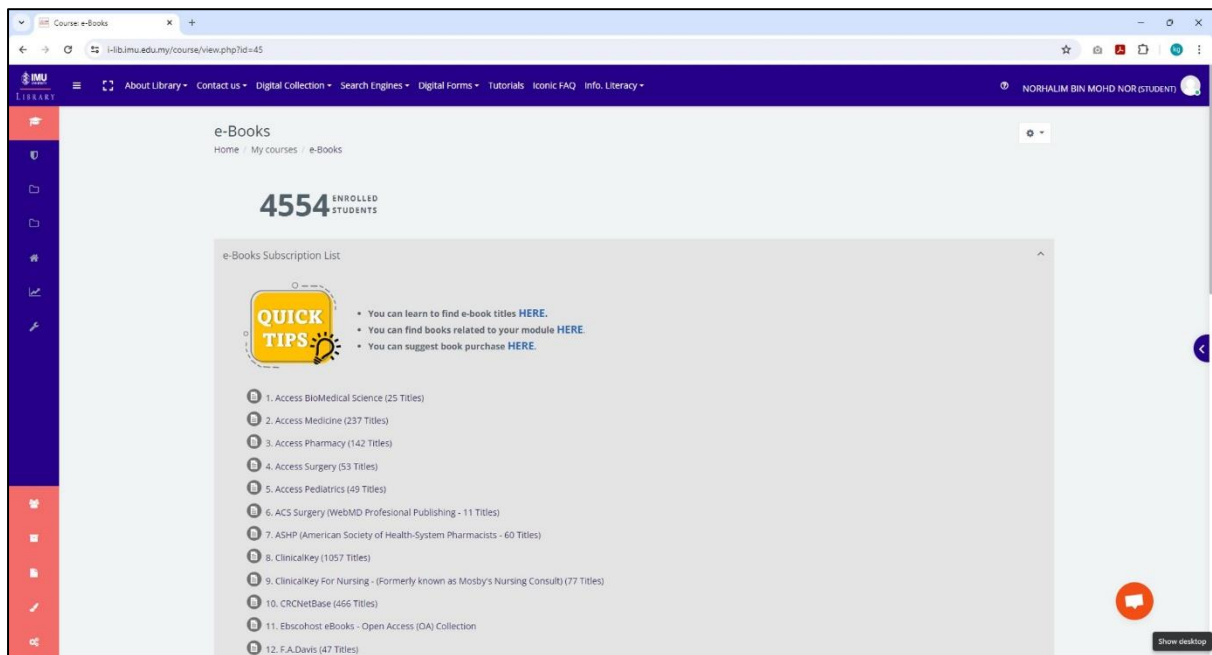 Course: e-Books
i-lib.imu.edu.my/course/view.php?id=45
IMU
LIBRARY
About Library Contact us Digital Collection Search Engines Digital Forms Tutorials Iconic FAQ Info. Literacy
NORHALIM BIN MOHD NOR (STUDENT)
e-Books
Home / My courses / e-Books
4554 ENROLLED
STUDENTS
e-Books Subscription List
QUICK
TIPS
• You can learn to find e-book titles HERE.
• You can find books related to your module HERE.
• You can suggest book purchase HERE.
1. Access BioMedical Science (25 Titles)
2. Access Medicine (237 Titles)
3. Access Pharmacy (142 Titles)
4. Access Surgery (53 Titles)
5. Access Pediatrics (49 Titles)
6. ACS Surgery (WebMD Profesional Publishing - 11 Titles)
7. ASHP (American Society of Health-System Pharmacists - 60 Titles)
8. ClinicalKey (1057 Titles)
9. ClinicalKey For Nursing - (Formerly known as Mosby's Nursing Consult) (77 Titles)
10. CRCNetBase (466 Titles)
11. Ebscohost eBooks - Open Access (OA) Collection
12. F.A.Davis (47 Titles)
Show desktop